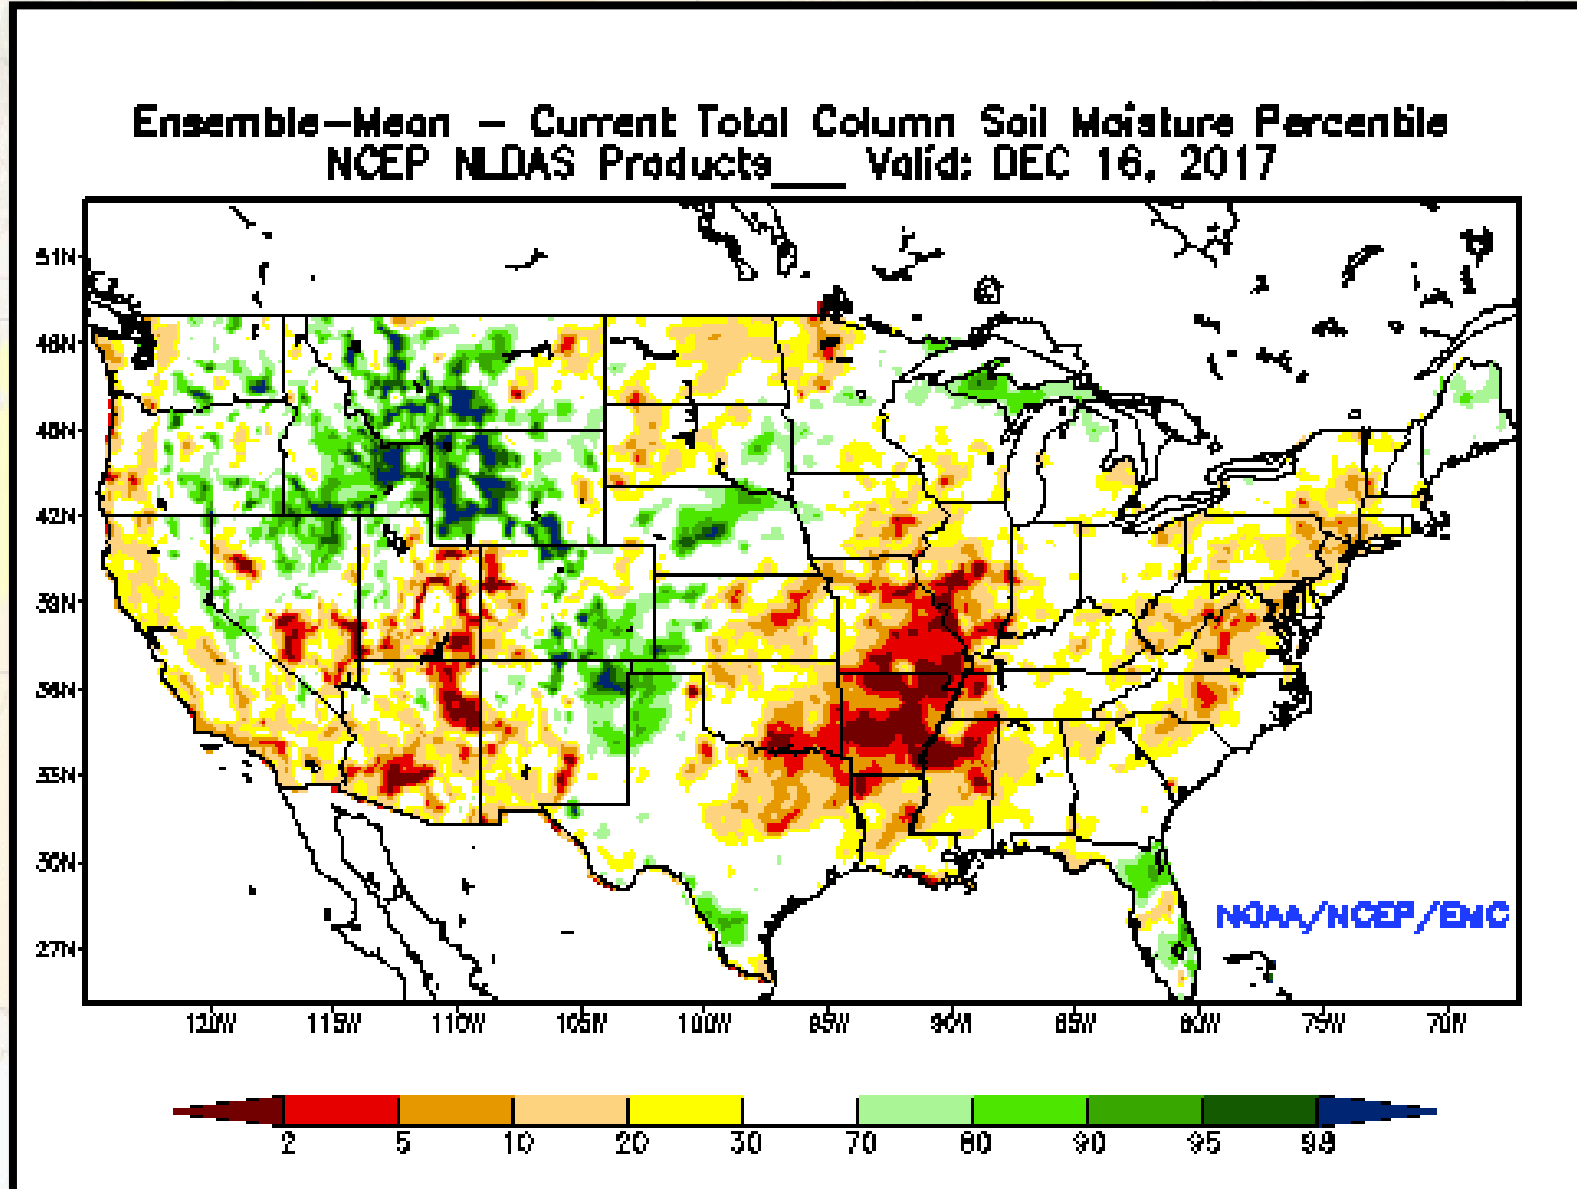 Ensemble-Mean - Current Total Column Soil Moisture Percentile
NCEP NLDAS Products___ Valid: DEC 16, 2017
51N
48N
45N
42N
39N
36N
33N
30N
27N
NOAA/NCEP/EMC
120W 115W 110W 105W 100W 95W 90W 85W 80W 75W 70W
2 5 10 20 30 70 80 90 95 98